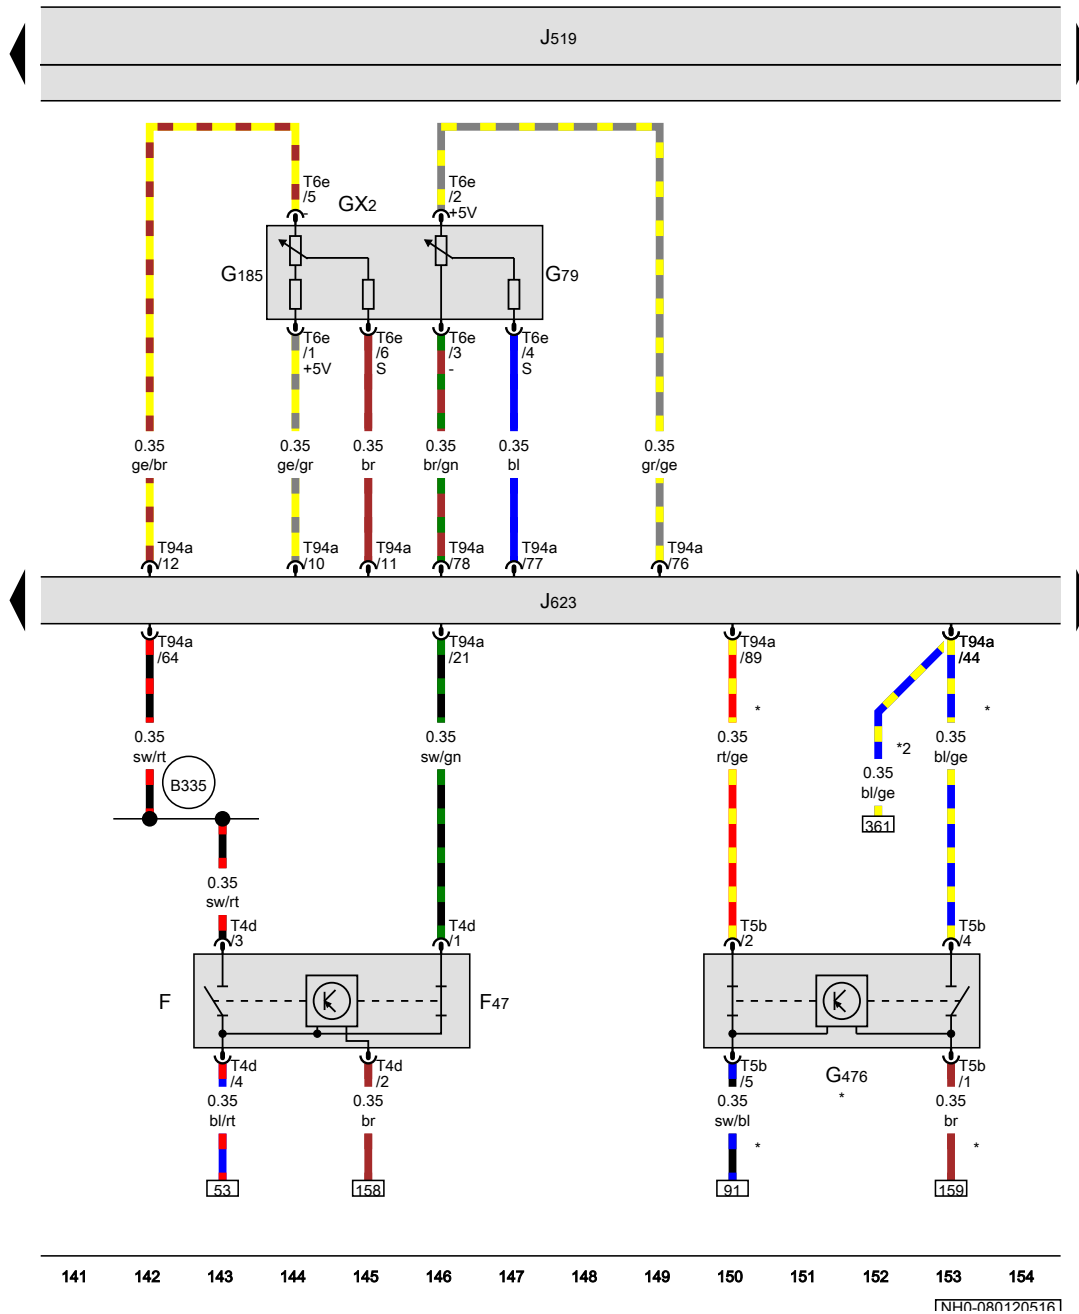 J519
T6e
/5
-
GX2
T6e
/2
+5V
G185
G79
T6e
/1
+5V
T6e
/6
S
T6e
/3
-
T6e
/4
S
0.35
ge/br
0.35
ge/gr
0.35
br
0.35
br/gn
0.35
bl
0.35
gr/ge
T94a
/12
T94a
/10
T94a
/11
T94a
/78
T94a
/77
T94a
/76
J623
T94a
/64
T94a
/21
T94a
/89
T94a
/44
*
*
0.35
sw/rt
0.35
sw/gn
0.35
rt/ge
*2
0.35
bl/ge
0.35
bl/ge
B335
361
0.35
sw/rt
T4d
/3
T4d
/1
T5b
/2
T5b
/4
F
F47
T4d
/4
T4d
/2
T5b
/5
G476
*
T5b
/1
0.35
bl/rt
0.35
br
0.35
sw/bl
*
0.35
br
*
53
158
91
159
141 142 143 144 145 146 147 148 149 150 151 152 153 154
NH0-080120516